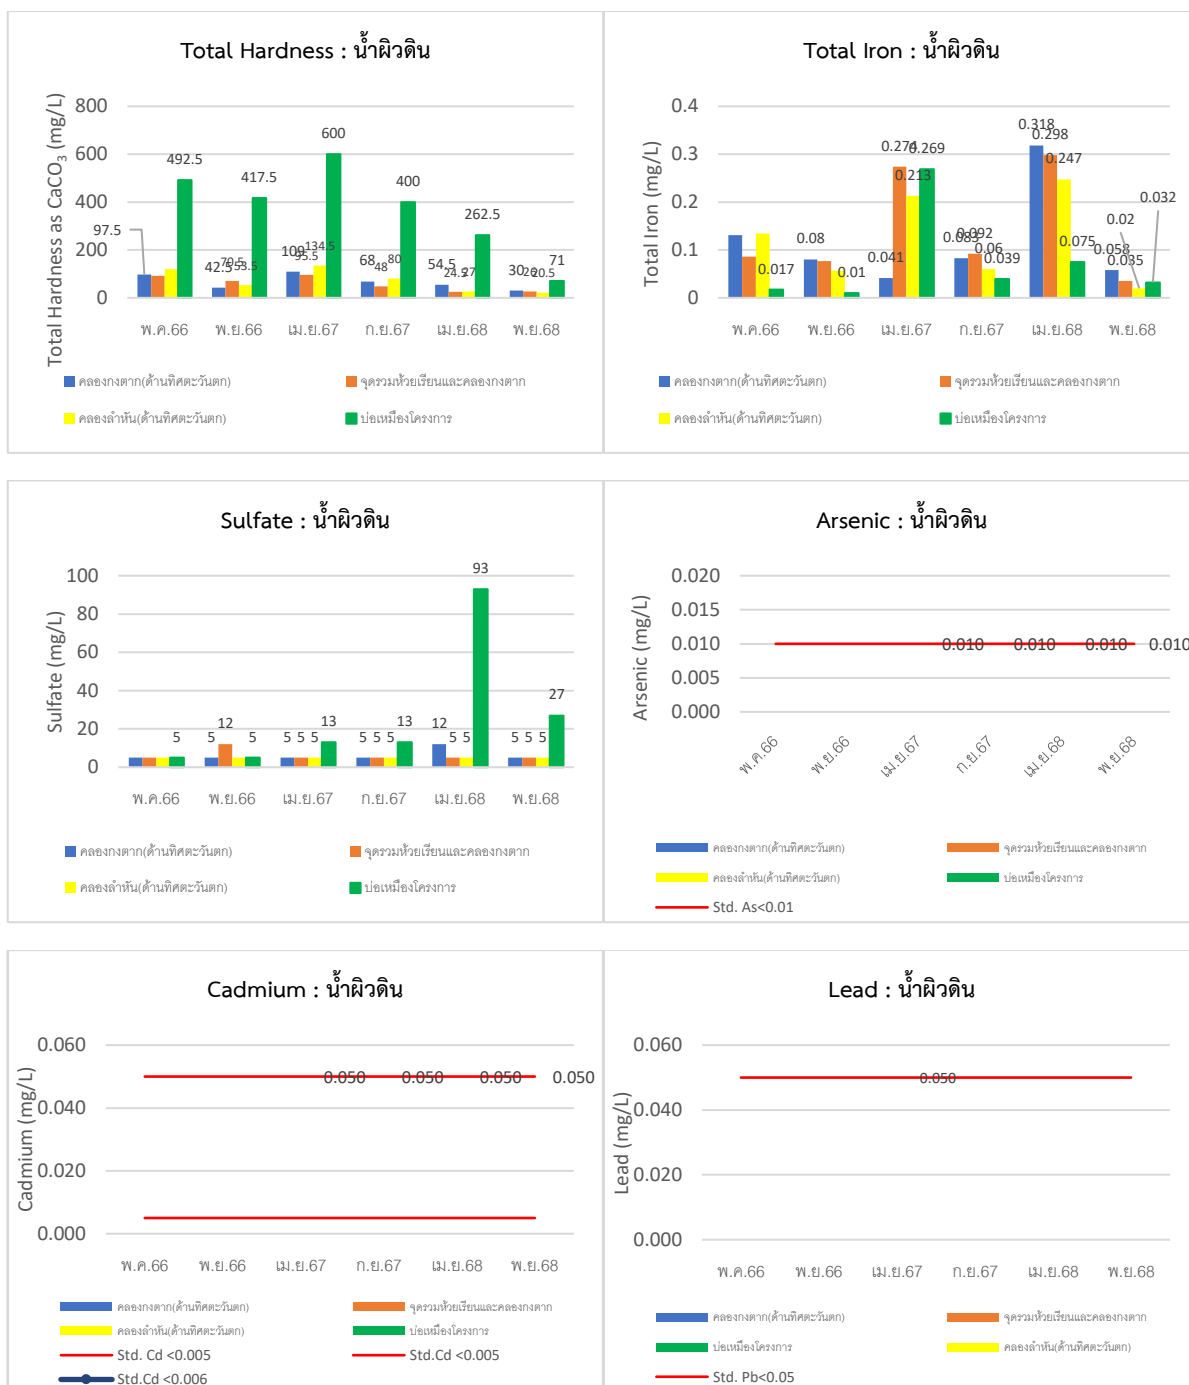 Total Hardness : น้ำผิวดิน
Total Hardness as CaCO3 (mg/L)
800
600
400
200
0
97.5
492.5
42.5
70.5
53.5
417.5
109
95.5
134.5
600
68
48
80
400
54.5
24.5
27
262.5
30
26
20.5
71
พ.ค.66 พ.ย.66 เม.ย.67 ก.ย.67 เม.ย.68 พ.ย.68
คลองกงตาก(ด้านทิศตะวันตก) จุดรวมห้วยเรียนและคลองกงตาก
คลองลำหัน(ด้านทิศตะวันตก) บ่อเหมืองโครงการ
Total Iron : น้ำผิวดิน
Total Iron (mg/L)
0.4
0.3
0.2
0.1
0
0.017
0.08
0.01
0.041
0.274
0.213
0.269
0.083
0.092
0.06
0.039
0.318
0.298
0.247
0.075
0.058
0.035
0.02
0.032
พ.ค.66 พ.ย.66 เม.ย.67 ก.ย.67 เม.ย.68 พ.ย.68
คลองกงตาก(ด้านทิศตะวันตก) จุดรวมห้วยเรียนและคลองกงตาก
คลองลำหัน(ด้านทิศตะวันตก) บ่อเหมืองโครงการ
Sulfate : น้ำผิวดิน
Sulfate (mg/L)
100
80
60
40
20
0
5
5 12 5
5 5 5 13
5 5 5 13
12 5 5 93
5 5 5 27
พ.ค.66 พ.ย.66 เม.ย.67 ก.ย.67 เม.ย.68 พ.ย.68
คลองกงตาก(ด้านทิศตะวันตก) จุดรวมห้วยเรียนและคลองกงตาก
คลองลำหัน(ด้านทิศตะวันตก) บ่อเหมืองโครงการ
Arsenic : น้ำผิวดิน
Arsenic (mg/L)
0.020
0.015
0.010
0.005
0.000
0.010 0.010 0.010 0.010
พ.ค.66 พ.ย.66 เม.ย.67 ก.ย.67 เม.ย.68 พ.ย.68
คลองกงตาก(ด้านทิศตะวันตก) จุดรวมห้วยเรียนและคลองกงตาก
คลองลำหัน(ด้านทิศตะวันตก) บ่อเหมืองโครงการ
Std. As<0.01
Cadmium : น้ำผิวดิน
Cadmium (mg/L)
0.060
0.040
0.020
0.000
0.050 0.050 0.050 0.050
พ.ค.66 พ.ย.66 เม.ย.67 ก.ย.67 เม.ย.68 พ.ย.68
คลองกงตาก(ด้านทิศตะวันตก) จุดรวมห้วยเรียนและคลองกงตาก
คลองลำหัน(ด้านทิศตะวันตก) บ่อเหมืองโครงการ
Std. Cd <0.005 Std.Cd <0.005
Std.Cd <0.006
Lead : น้ำผิวดิน
Lead (mg/L)
0.060
0.040
0.020
0.000
0.050
พ.ค.66 พ.ย.66 เม.ย.67 ก.ย.67 เม.ย.68 พ.ย.68
คลองกงตาก(ด้านทิศตะวันตก) จุดรวมห้วยเรียนและคลองกงตาก
บ่อเหมืองโครงการ คลองลำหัน(ด้านทิศตะวันตก)
Std. Pb<0.05